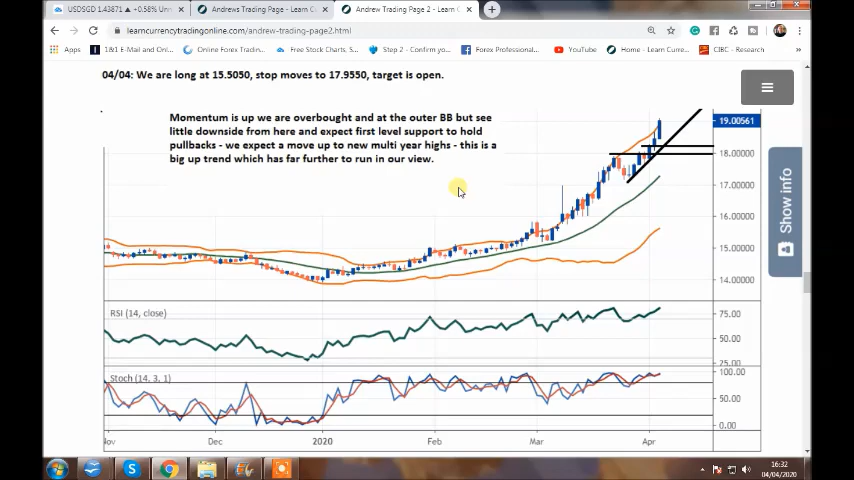 USDSGD 1.43871 ▲ +0.58% Unn
Andrews Trading Page - Learn C
Andrew Trading Page 2 - Learn C
learncurrencytradingonline.com/andrew-trading-page2.html
Apps
1&1 E-Mail and Onli...
Online Forex Tradin...
Free Stock Charts, S...
Step 2 - Confirm yo...
Forex Professional...
YouTube
Home - Learn Curre...
CIBC - Research
04/04: We are long at 15.5050, stop moves to 17.9550, target is open.
Momentum is up we are overbought and at the outer BB but see
little downside from here and expect first level support to hold
pullbacks - we expect a move up to new multi year highs - this is a
big up trend which has far further to run in our view.
19.00561
18.00000
17.00000
16.00000
15.00000
14.00000
Show info
RSI (14, close)
75.00
50.00
25.00
Stoch (14, 3, 1)
100.00
50.00
0.00
Nov
Dec
2020
Feb
Mar
Apr
16:32
04/04/2020